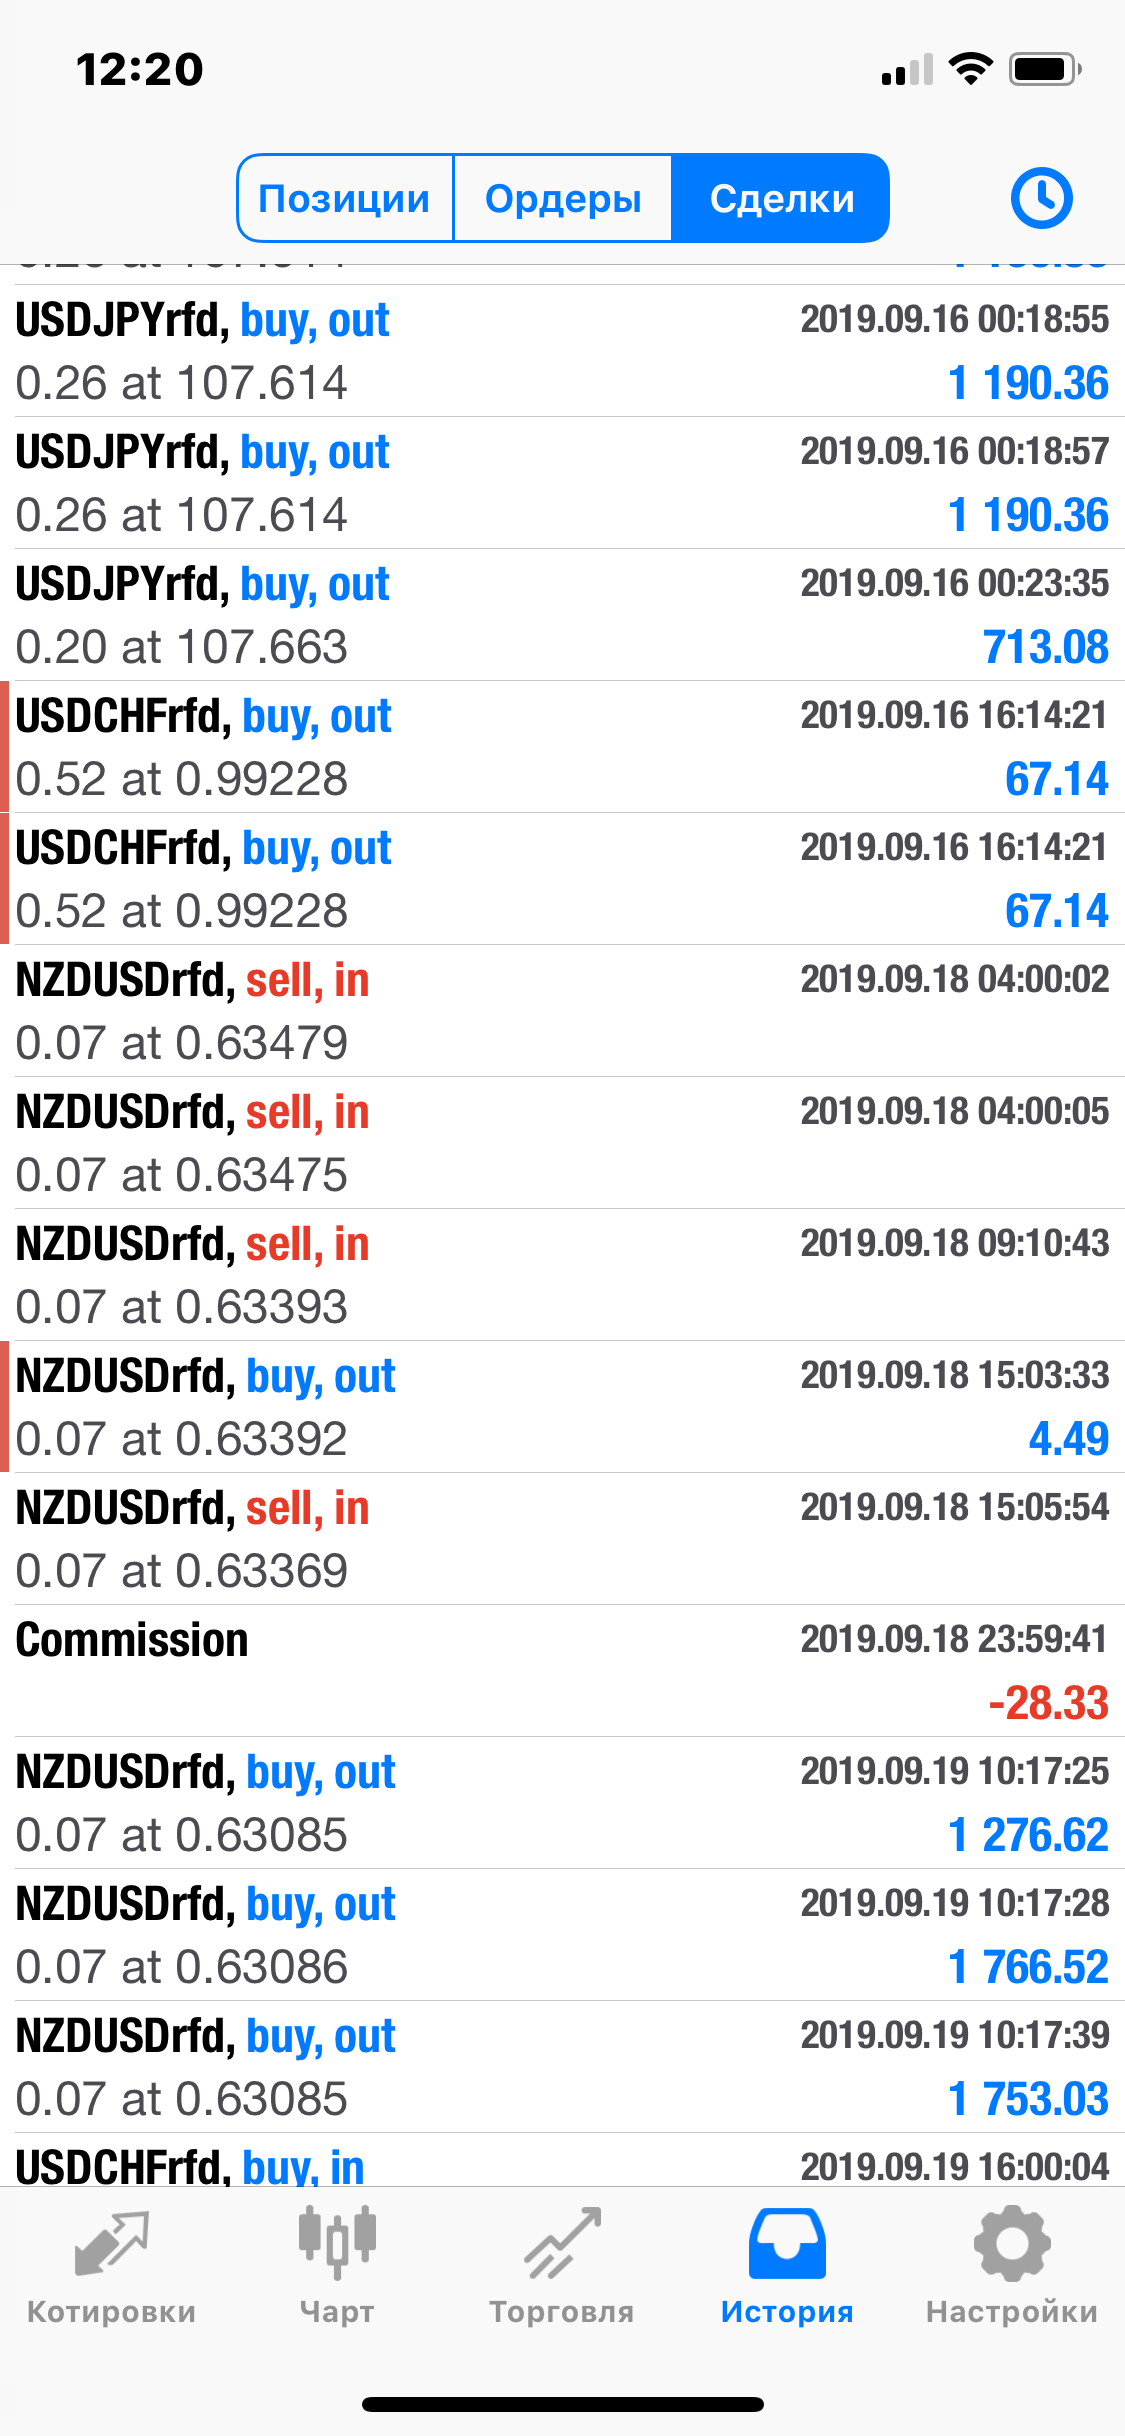 12:20
Позиции Ордеры Сделки
USDJPYrfd, buy, out 2019.09.16 00:18:55
0.26 at 107.614 1 190.36
USDJPYrfd, buy, out 2019.09.16 00:18:57
0.26 at 107.614 1 190.36
USDJPYrfd, buy, out 2019.09.16 00:23:35
0.20 at 107.663 713.08
USDCHFrfd, buy, out 2019.09.16 16:14:21
0.52 at 0.99228 67.14
USDCHFrfd, buy, out 2019.09.16 16:14:21
0.52 at 0.99228 67.14
NZDUSDrfd, sell, in 2019.09.18 04:00:02
0.07 at 0.63479
NZDUSDrfd, sell, in 2019.09.18 04:00:05
0.07 at 0.63475
NZDUSDrfd, sell, in 2019.09.18 09:10:43
0.07 at 0.63393
NZDUSDrfd, buy, out 2019.09.18 15:03:33
0.07 at 0.63392 4.49
NZDUSDrfd, sell, in 2019.09.18 15:05:54
0.07 at 0.63369
Commission 2019.09.18 23:59:41
-28.33
NZDUSDrfd, buy, out 2019.09.19 10:17:25
0.07 at 0.63085 1 276.62
NZDUSDrfd, buy, out 2019.09.19 10:17:28
0.07 at 0.63086 1 766.52
NZDUSDrfd, buy, out 2019.09.19 10:17:39
0.07 at 0.63085 1 753.03
USDCHFrfd, buy, in 2019.09.19 16:00:04
Котировки Чарт Торговля История Настройки